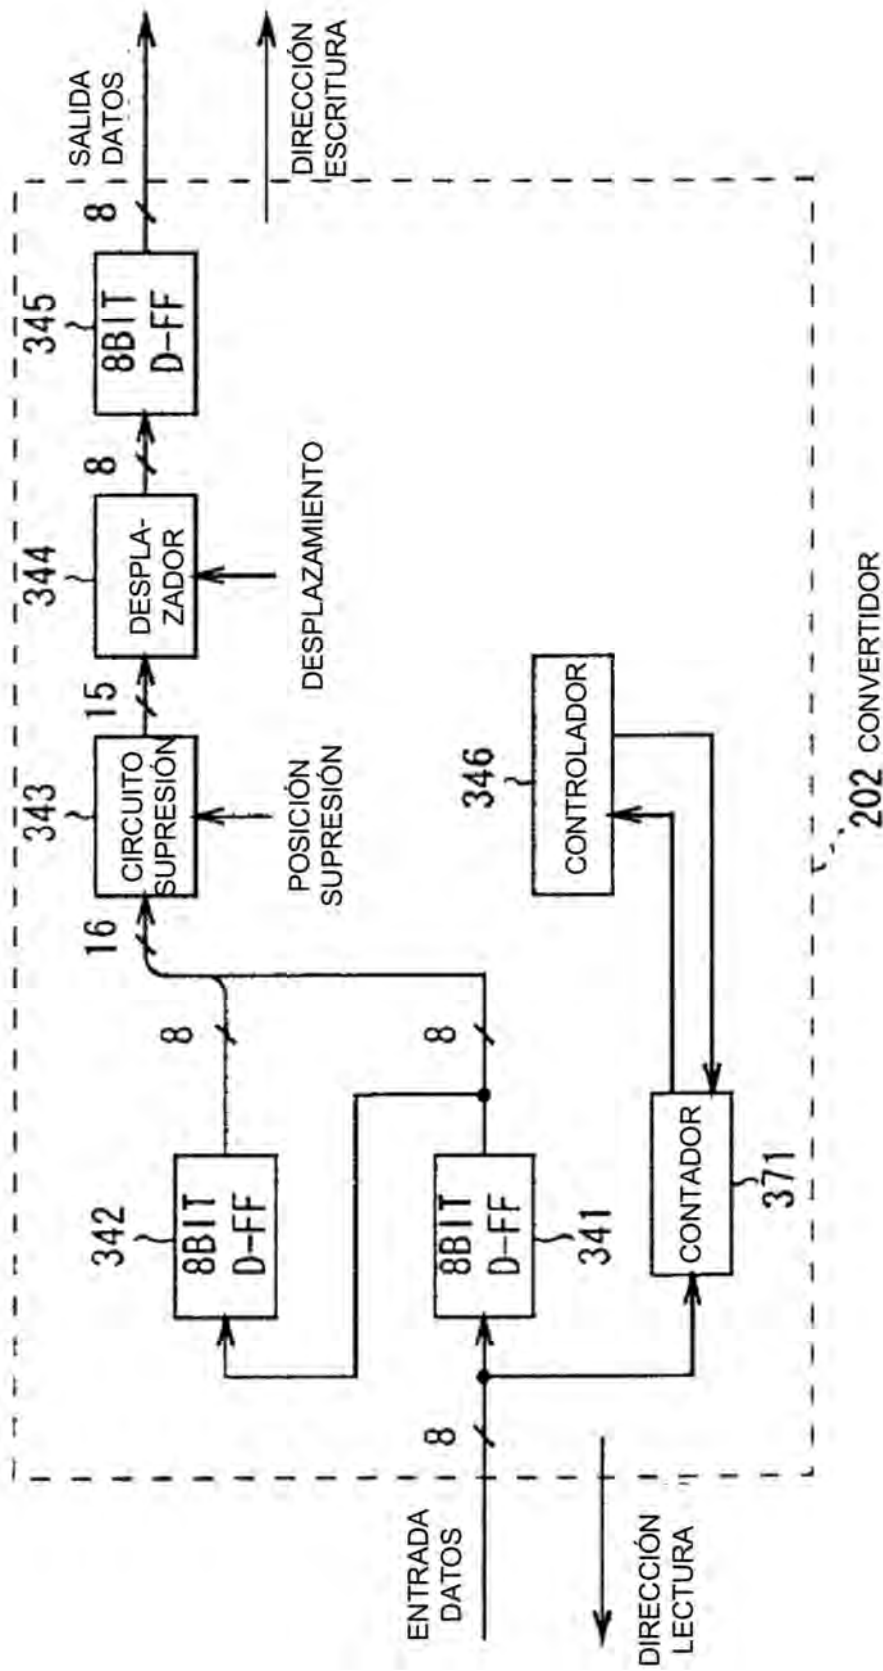 ENTRADA
DATOS
8
DIRECCIÓN
LECTURA
342
8BIT
D-FF
8
8BIT
D-FF
341
8
CONTADOR
371
16
343
CIRCUITO
SUPRESIÓN
POSICIÓN
SUPRESIÓN
15
344
DESPLA-
ZADOR
DESPLAZAMIENTO
8
345
8BIT
D-FF
8
SALIDA
DATOS
DIRECCIÓN
ESCRITURA
346
CONTROLADOR
202 CONVERTIDOR